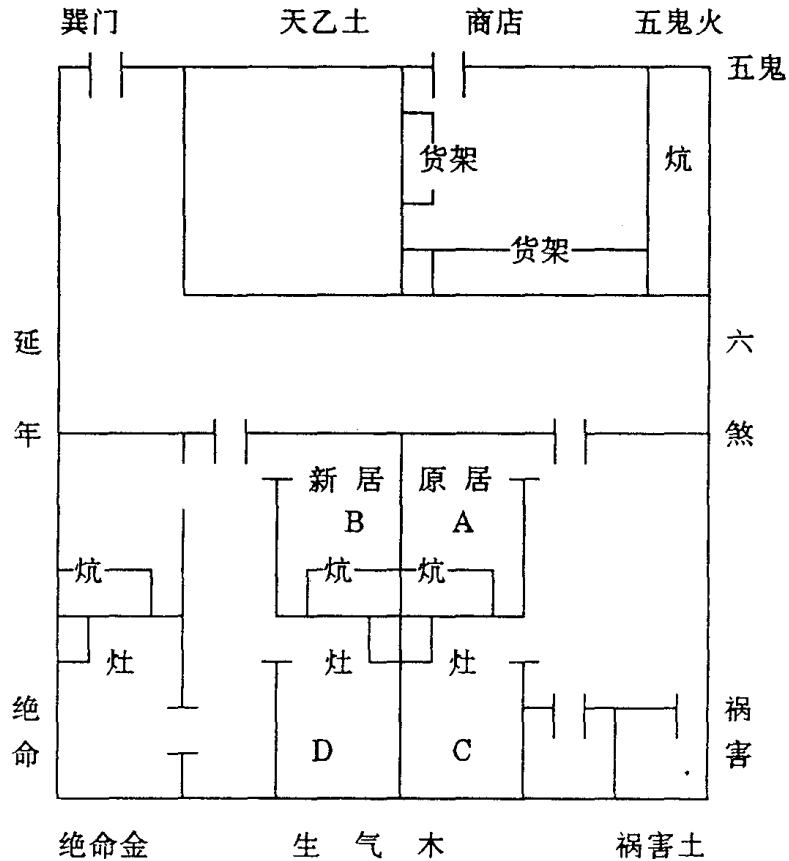 巽门 天乙土 商店 五鬼火
五鬼
货架 炕
货架
延 六
年 煞
新居 原居
B A
炕 炕 炕
灶 灶 灶
绝 祸
命 害
D C
绝命金 生气木 祸害土